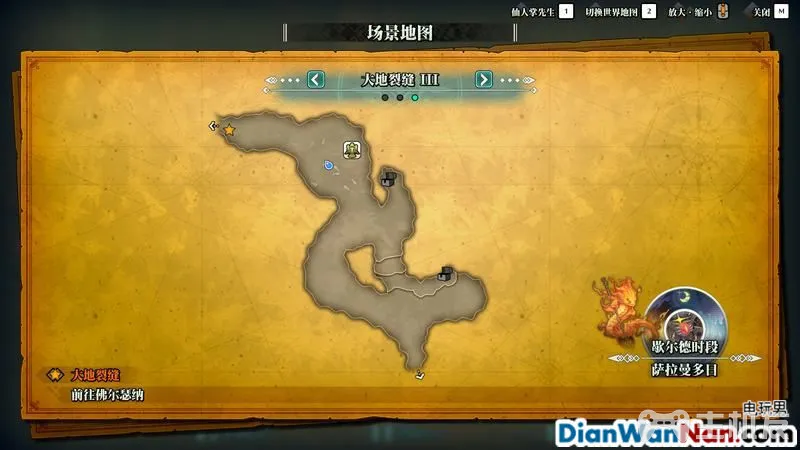 仙人掌先生 1 切换世界地图 2 放大·缩小 关闭 M
场景地图
大地裂缝 III
歇尔德时段
萨拉曼多日
大地裂缝
前往佛尔瑟纳
电玩男
DianWanNan.com